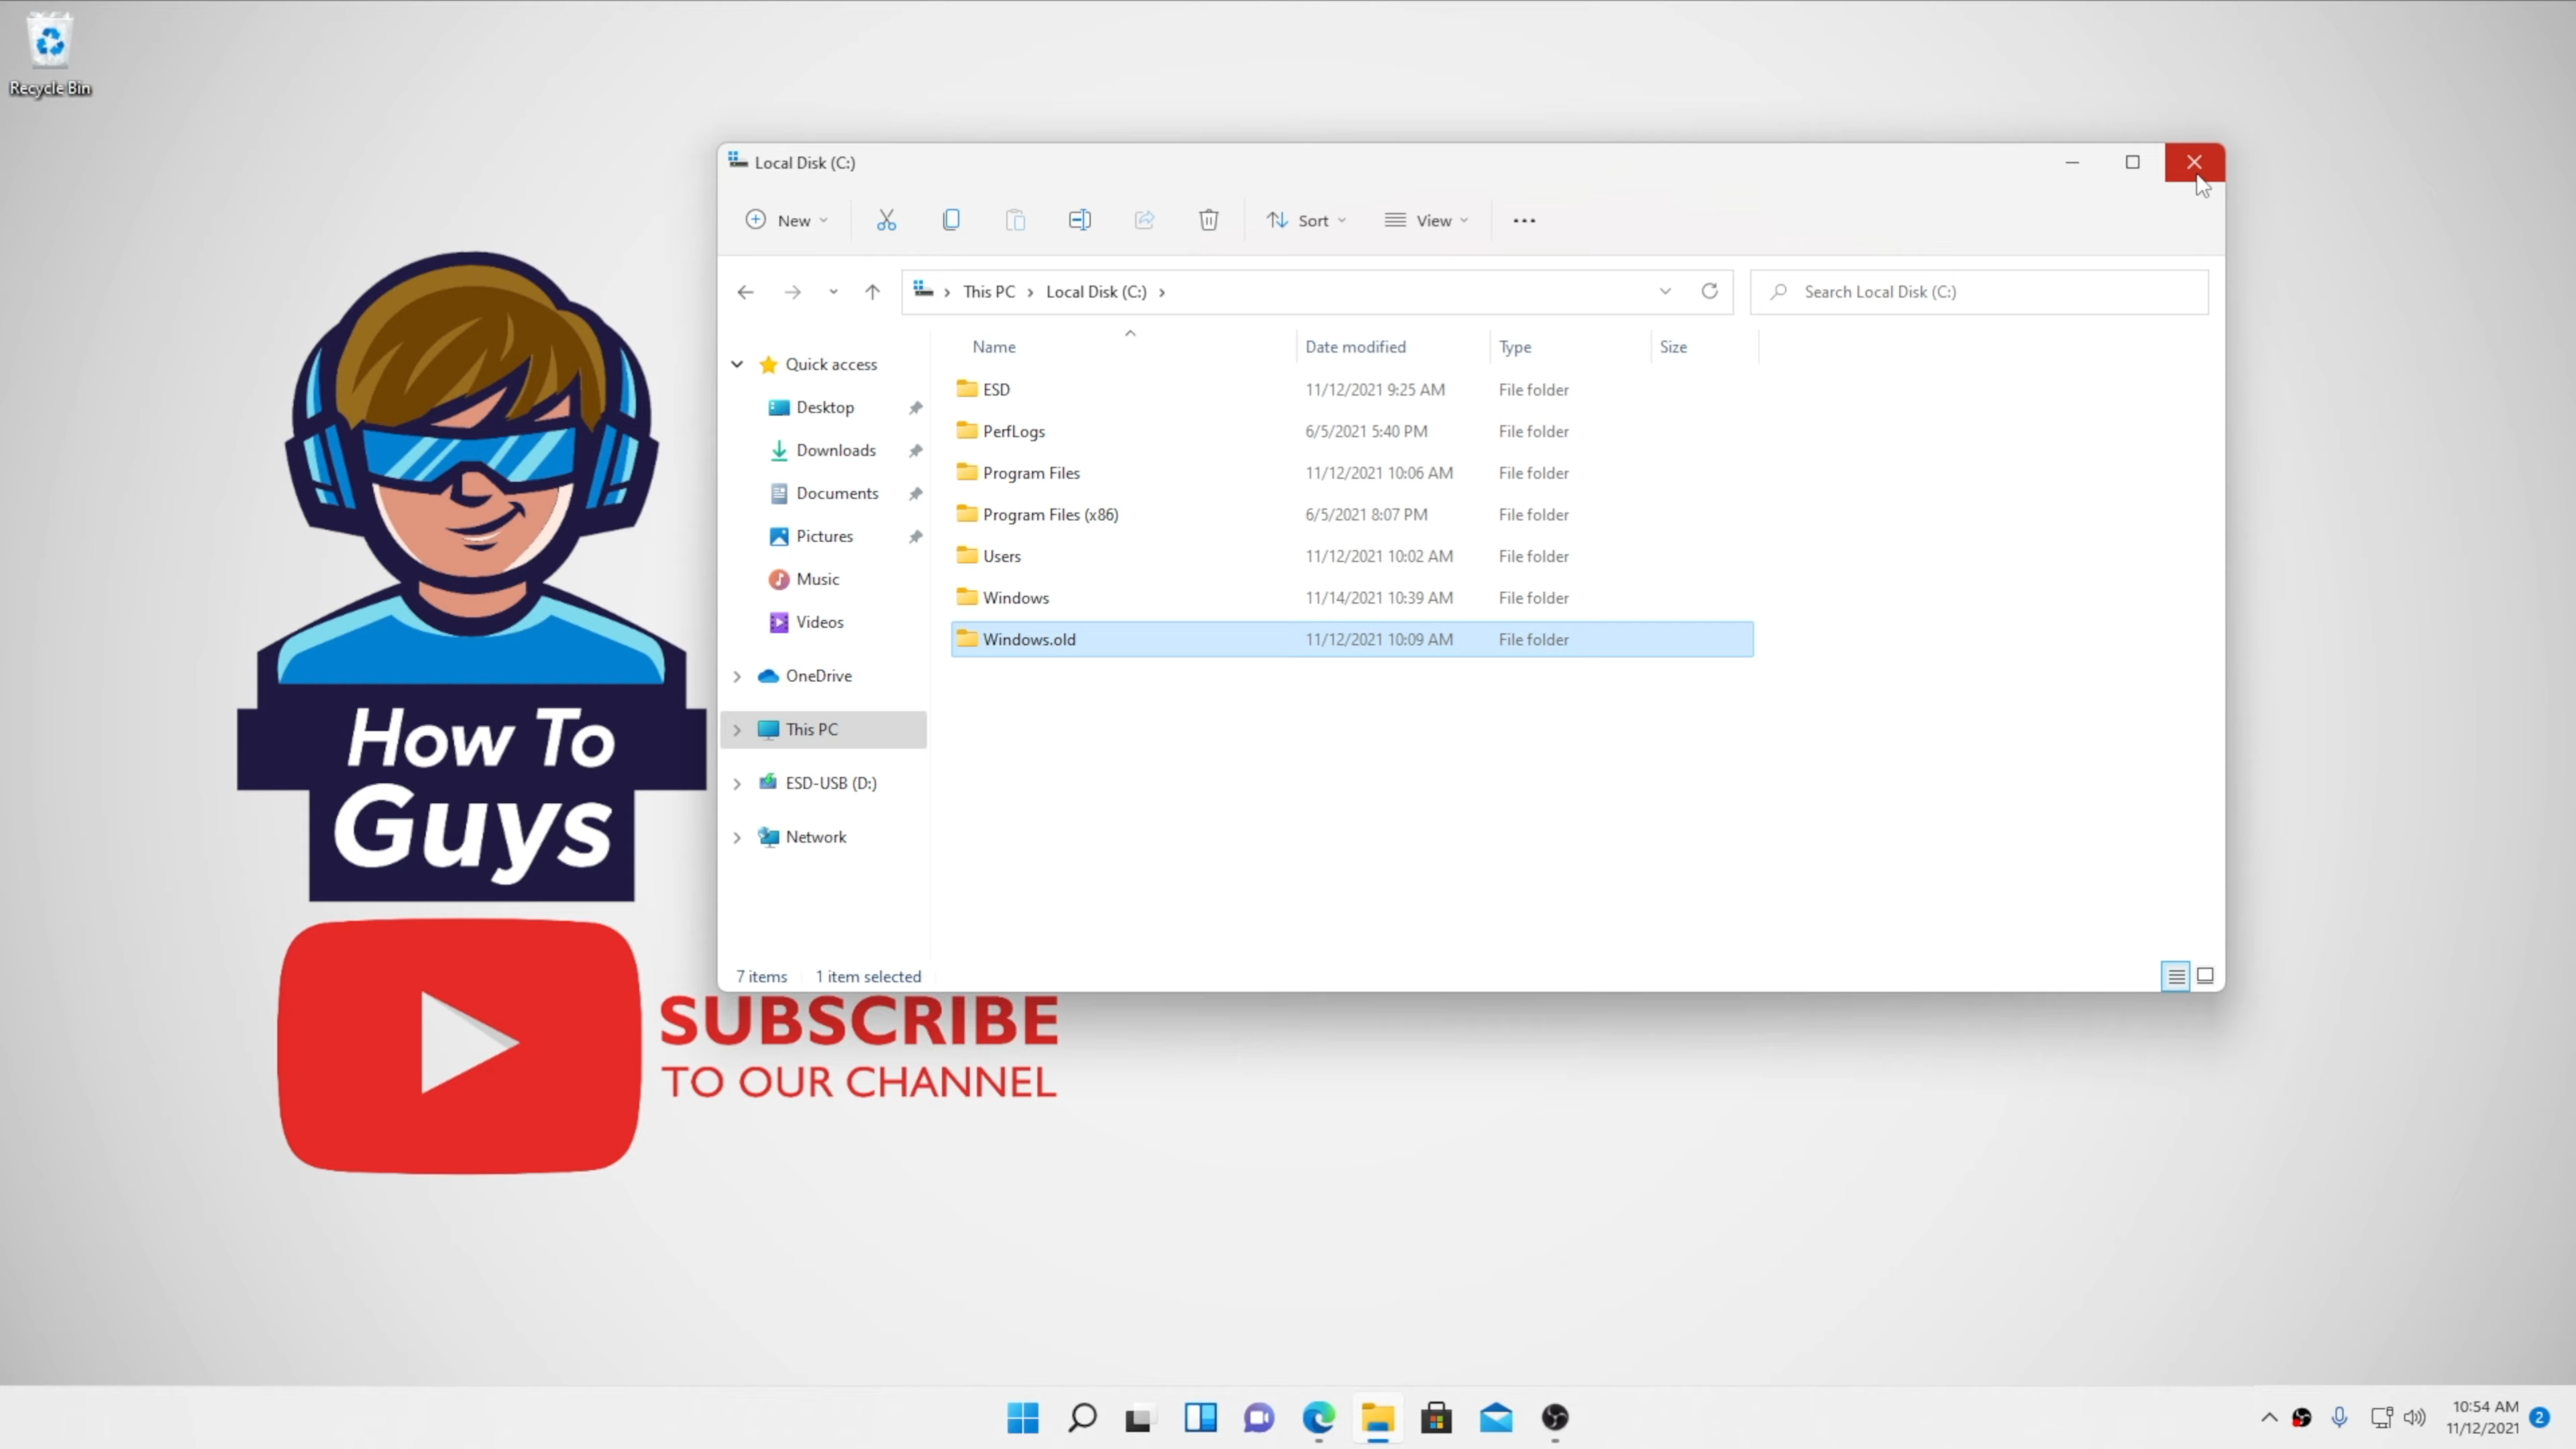 Recycle Bin
Local Disk (C:)
New
Sort
View
This PC
Local Disk (C:)
Search Local Disk (C:)
Name
Date modified
Type
Size
Quick access
Desktop
Downloads
Documents
Pictures
Music
Videos
OneDrive
This PC
ESD-USB (D:)
Network
ESD 11/12/2021 9:25 AM File folder
PerfLogs 6/5/2021 5:40 PM File folder
Program Files 11/12/2021 10:06 AM File folder
Program Files (x86) 6/5/2021 8:07 PM File folder
Users 11/12/2021 10:02 AM File folder
Windows 11/14/2021 10:39 AM File folder
Windows.old 11/12/2021 10:09 AM File folder
7 items 1 item selected
How To
Guys
SUBSCRIBE
TO OUR CHANNEL
10:54 AM
11/12/2021
2